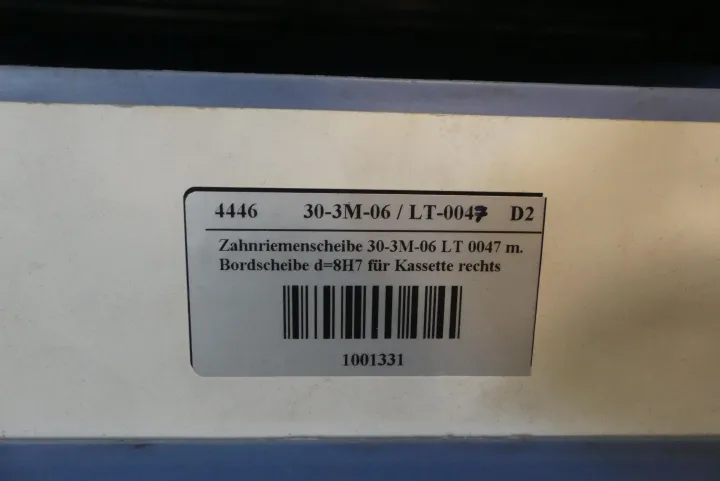 4446 30-3M-06 / LT-0047 D2
Zahnriemenscheibe 30-3M-06 LT 0047 m.
Bordscheibe d=8H7 für Kassette rechts
1001331